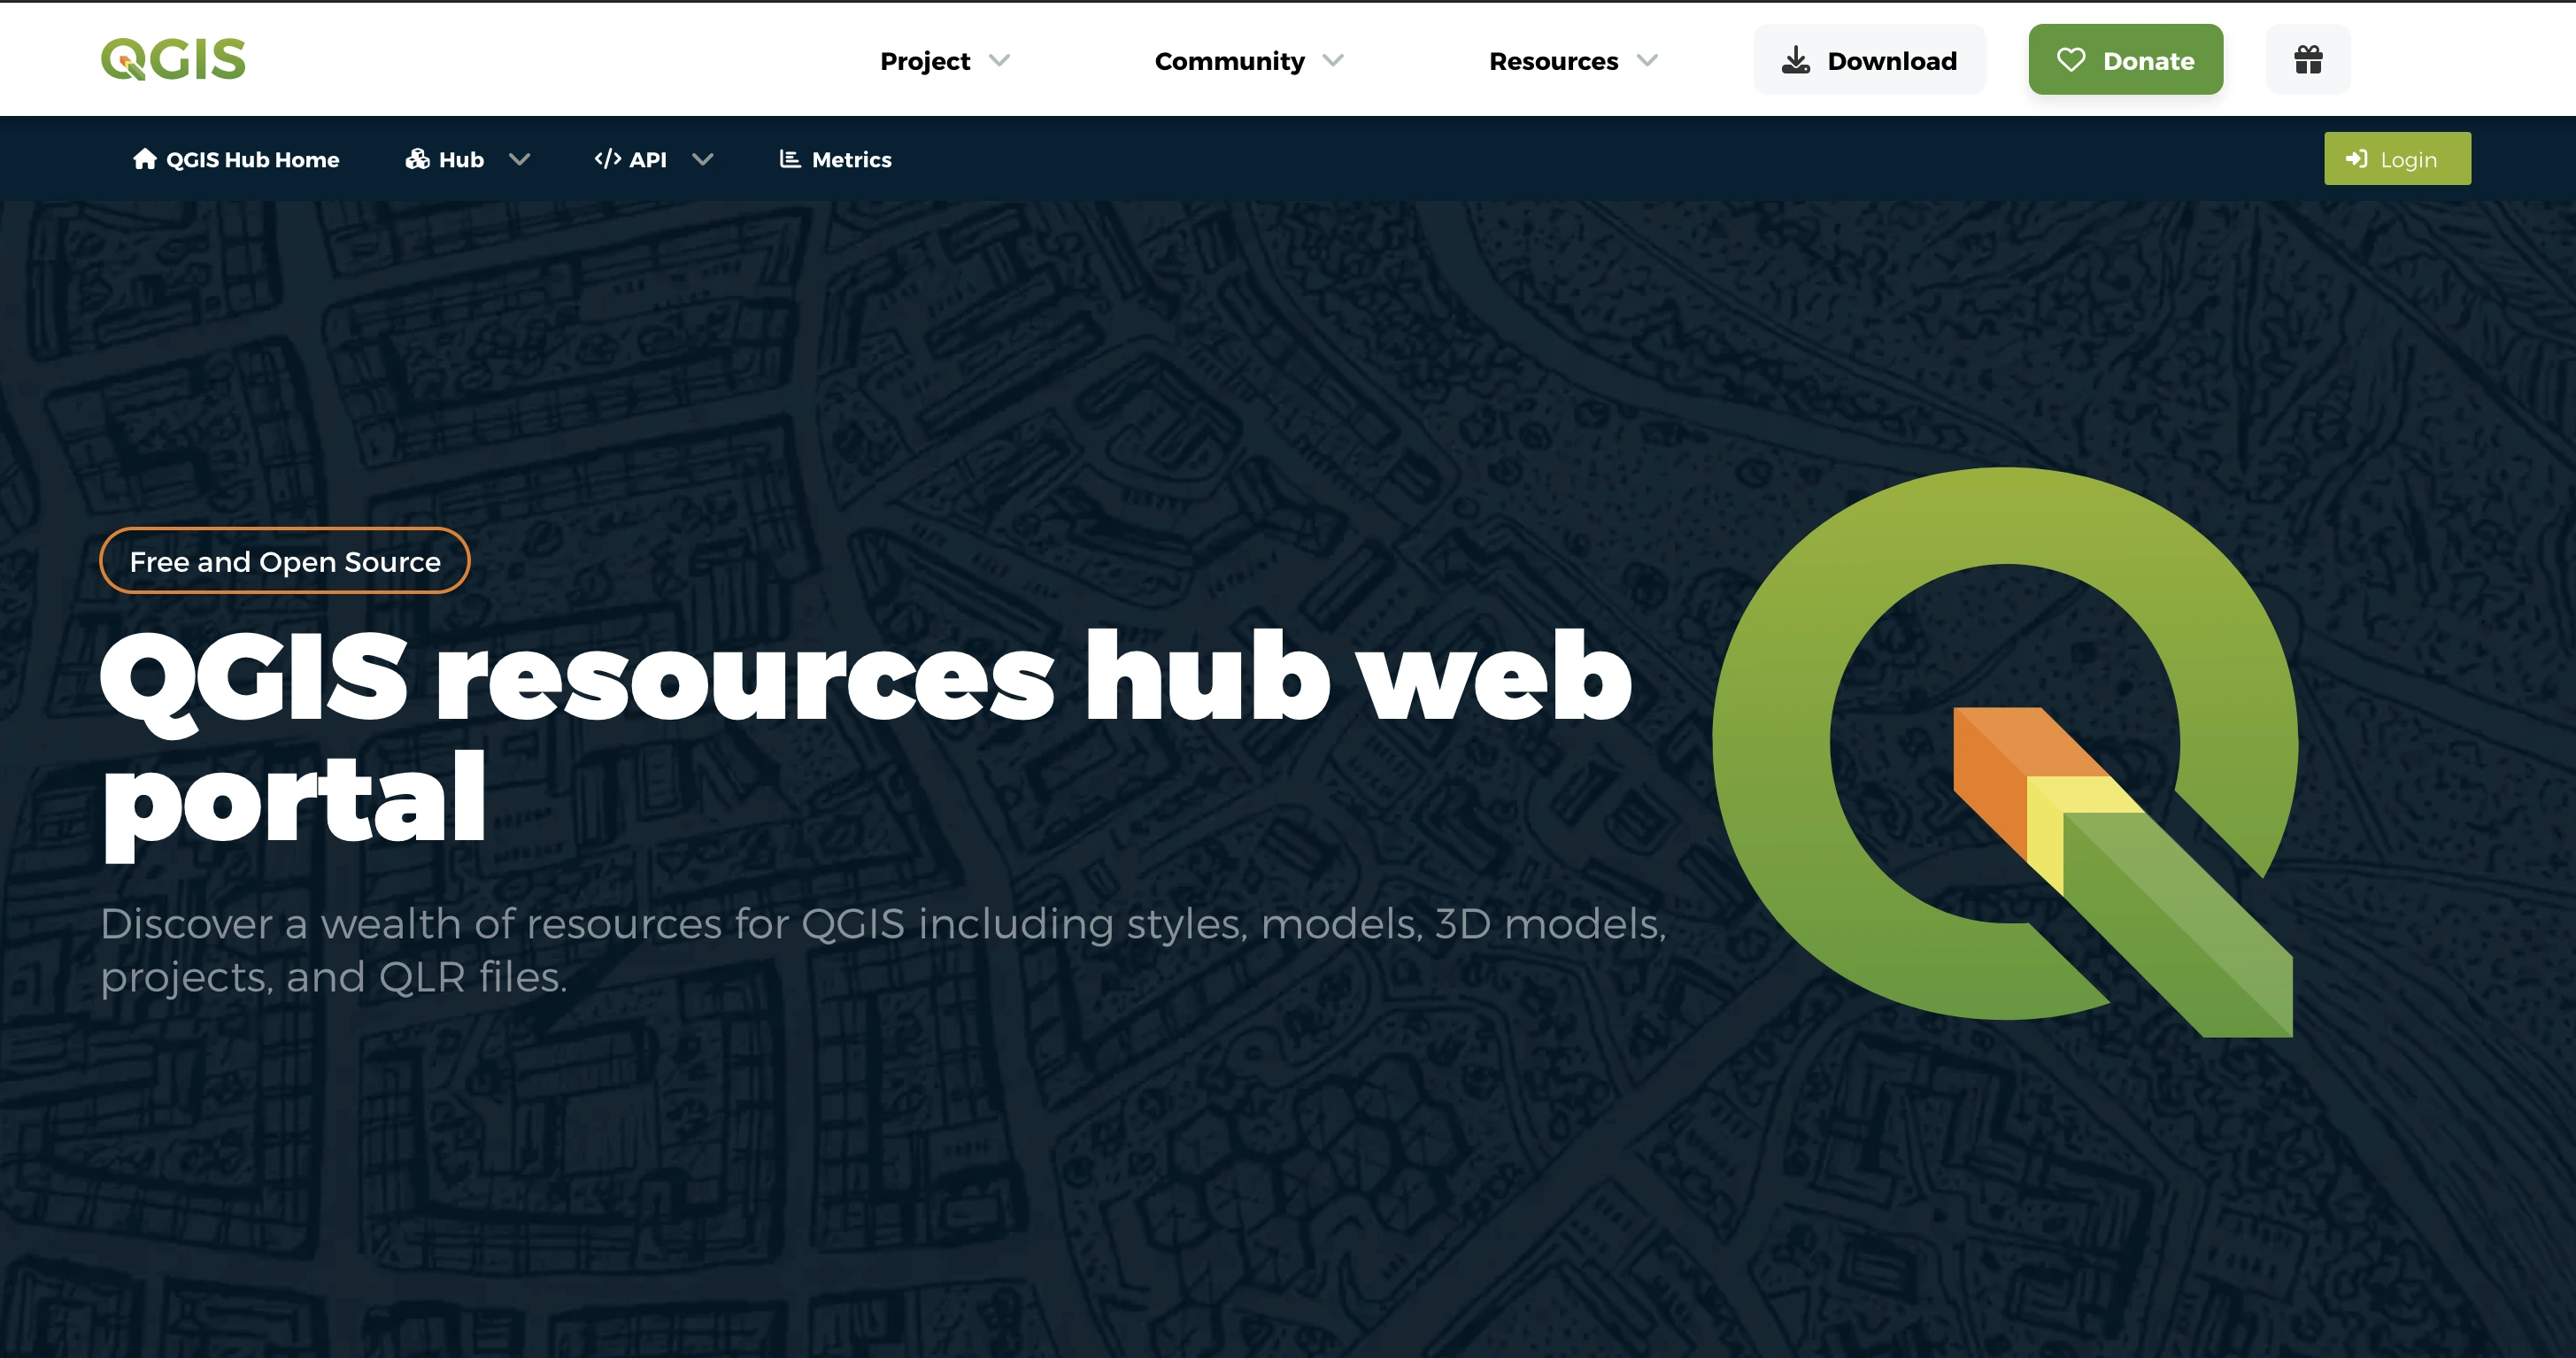 QGIS
Project
Community
Resources
Download
Donate
QGIS Hub Home
Hub
</> API
Metrics
Login
Free and Open Source
QGIS resources hub web
portal
Discover a wealth of resources for QGIS including styles, models, 3D models,
projects, and QLR files.